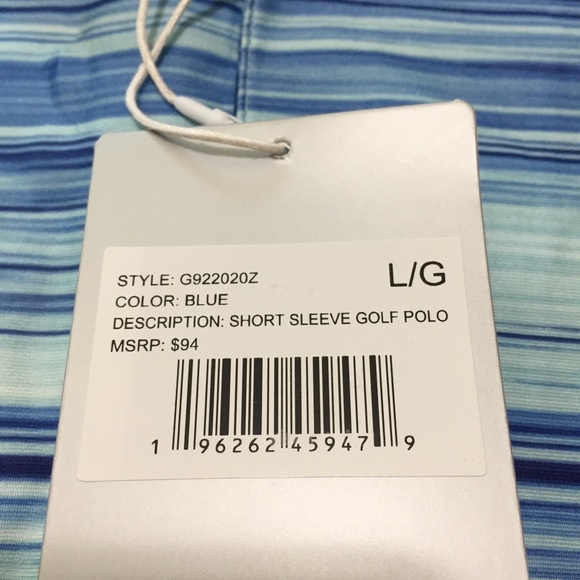 STYLE: G922020Z L/G
COLOR: BLUE
DESCRIPTION: SHORT SLEEVE GOLF POLO
MSRP: $94
1 96262 45947 9